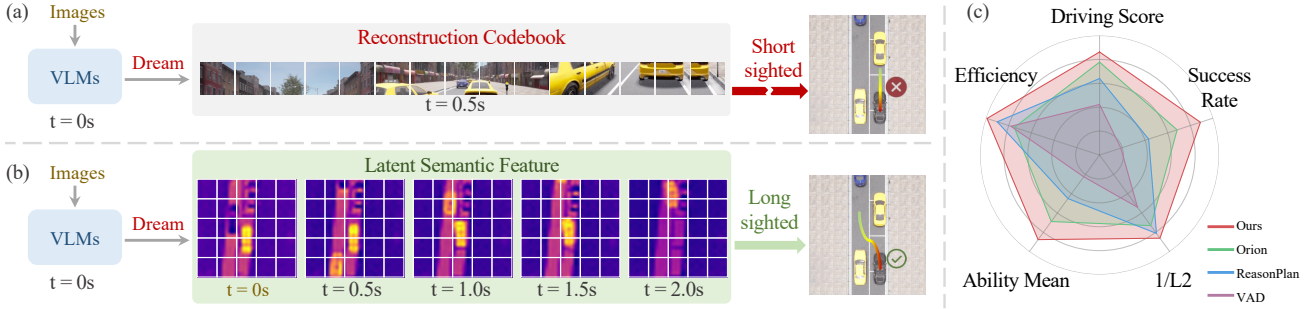 (a)
Images
VLMs
t = 0s
Dream
Reconstruction Codebook
t = 0.5s
Short
sighted
(b)
Images
VLMs
t = 0s
Dream
Latent Semantic Feature
t = 0s
t = 0.5s
t = 1.0s
t = 1.5s
t = 2.0s
Long
sighted
(c)
Driving Score
Efficiency
Success
Rate
Ability Mean
1/L2
Ours
Orion
ReasonPlan
VAD